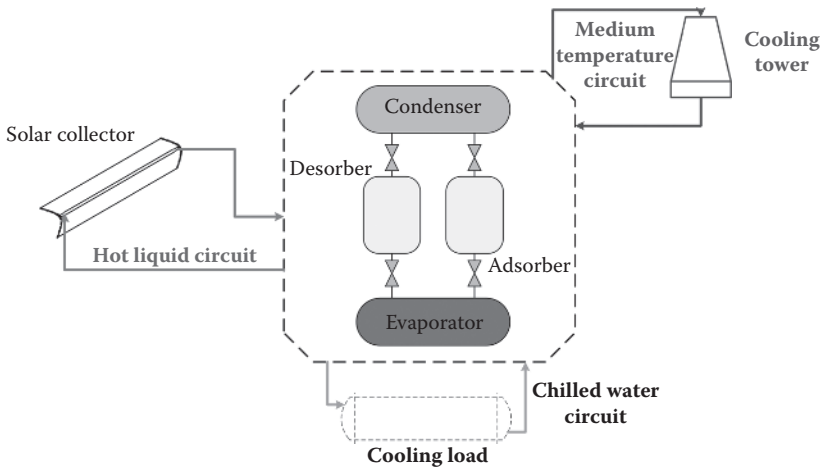 Medium
temperature
circuit
Cooling
tower
Condenser
Solar collector
Desorber
Hot liquid circuit
Adsorber
Evaporator
Chilled water
circuit
Cooling load